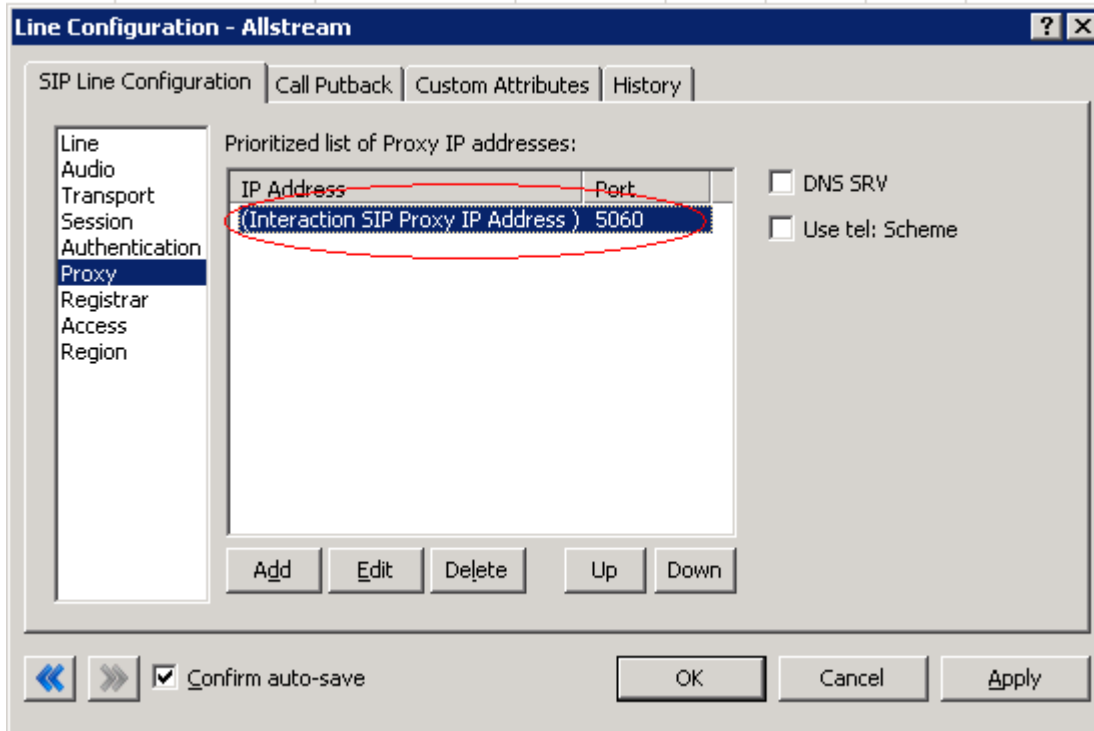 Line Configuration - Allstream
SIP Line Configuration
Call Putback
Custom Attributes
History
Line
Audio
Transport
Session
Authentication
Proxy
Registrar
Access
Region
Prioritized list of Proxy IP addresses:
IP Address Port
(Interaction SIP Proxy IP Address ) 5060
DNS SRV
Use tel: Scheme
Add
Edit
Delete
Up
Down
Confirm auto-save
OK
Cancel
Apply